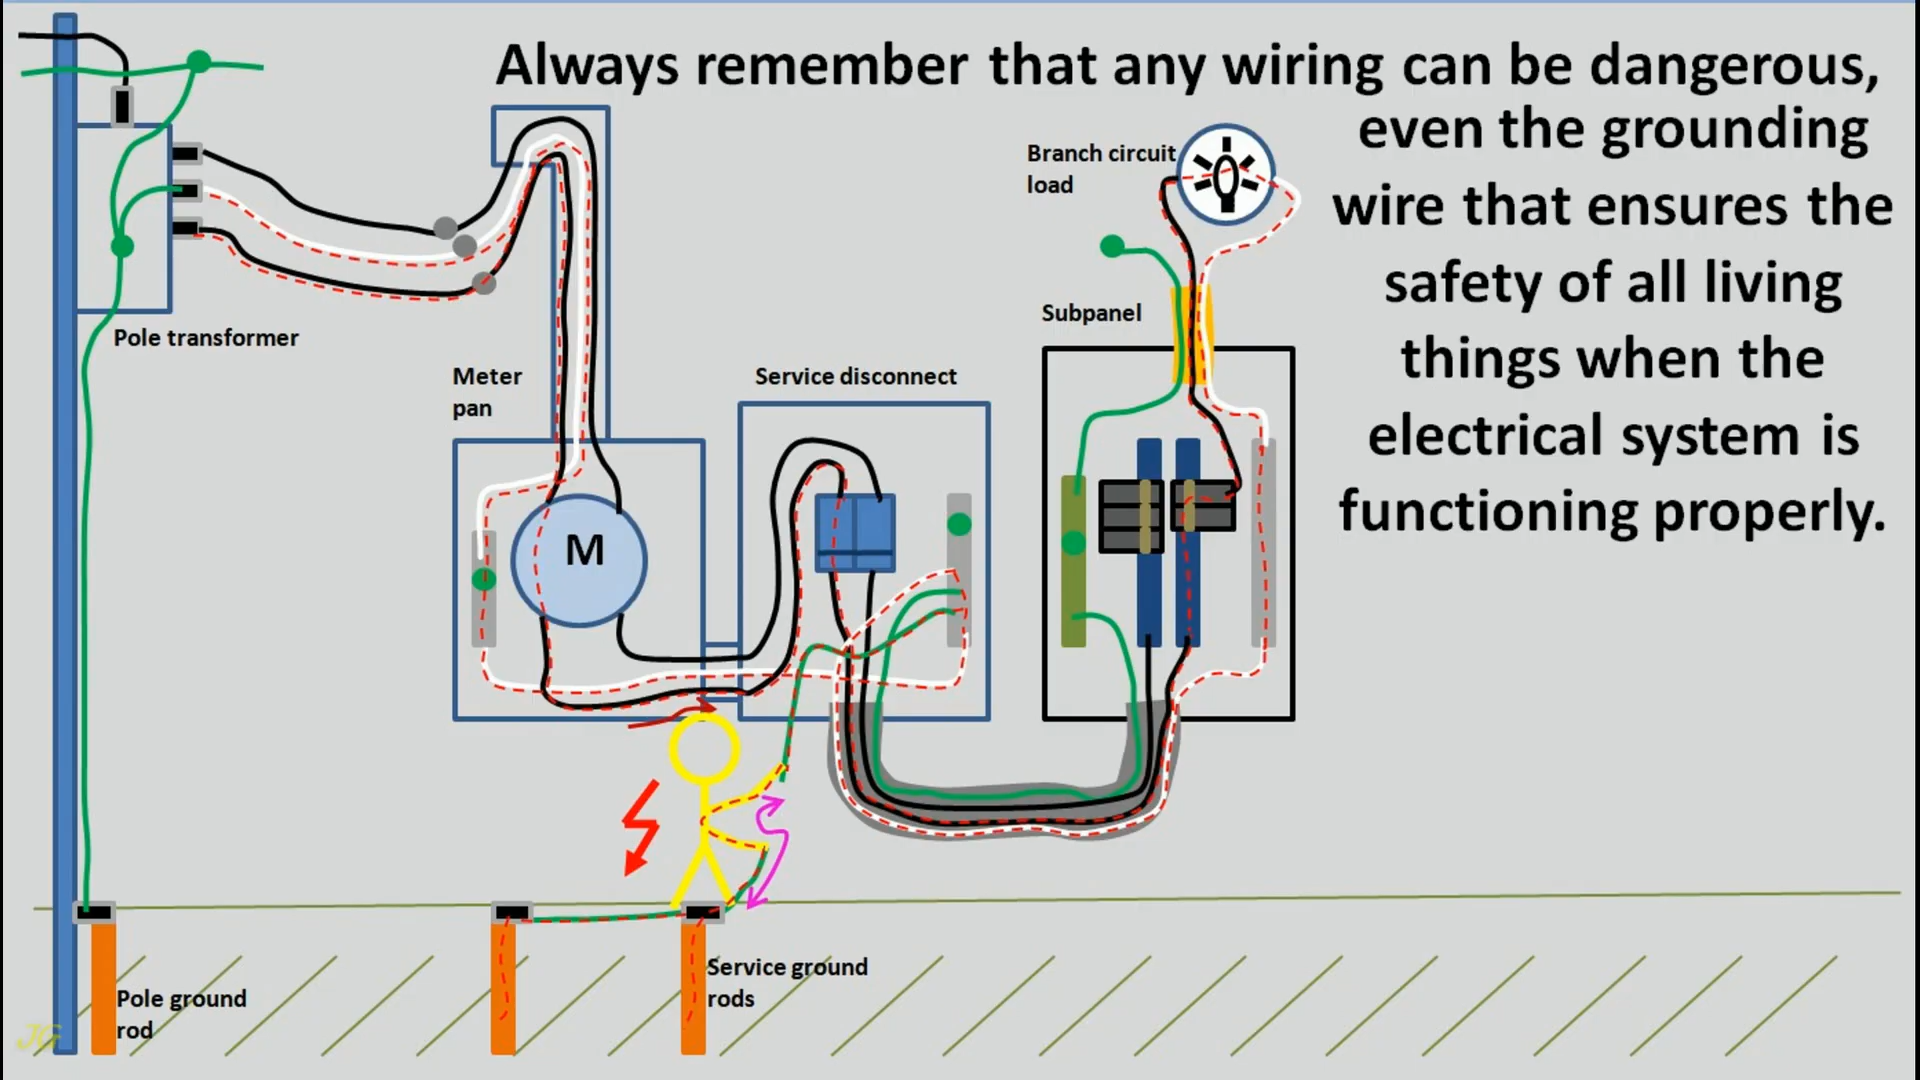 Always remember that any wiring can be dangerous,
even the grounding
wire that ensures the
safety of all living
things when the
electrical system is
functioning properly.
Branch circuit
load
Subpanel
Pole transformer
Meter
pan
Service disconnect
M
Service ground
rods
Pole ground
rod
JG